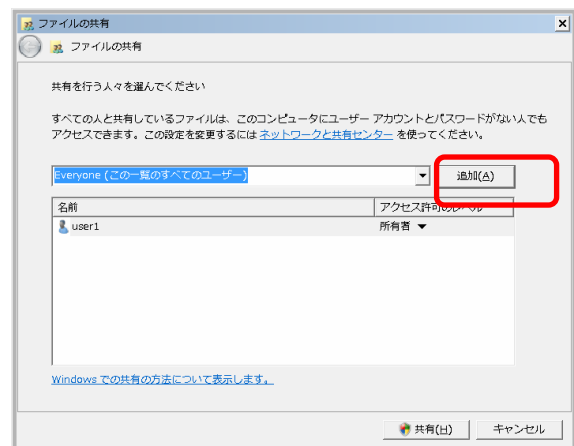 ファイルの共有
ファイルの共有
共有を行う人々を選んでください
すべての人と共有しているファイルは、このコンピュータにユーザー アカウントとパスワードがない人でも
アクセスできます。この設定を変更するには ネットワークと共有センター を使ってください。
Everyone (この一覧のすべてのユーザー)
追加(A)
名前
アクセス許可のレベル
user1
所有者
Windows での共有の方法について表示します。
共有(H)
キャンセル